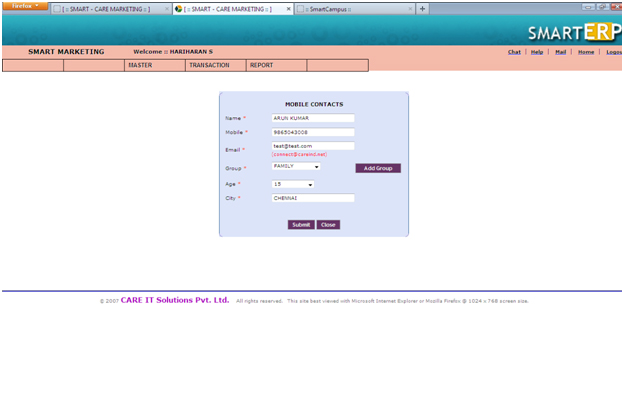 Firefox
[ :: SMART - CARE MARKETING :: ]
[ :: SMART - CARE MARKETING :: ]
:: SmartCampus ::
SMARTERP
SMART MARKETING
Welcome :: HARIHARAN S
Chat | Help | Mail | Home | Logou
MASTER TRANSACTION REPORT
MOBILE CONTACTS
Name * ARUN KUMAR
Mobile * 9865043008
Email * test@test.com
[connect@careind.net]
Group * FAMILY Add Group
Age * 15
City * CHENNAI
Submit Close
© 2007 CARE IT Solutions Pvt. Ltd. All rights reserved. This site best viewed with Microsoft Internet Explorer or Mozilla Firefox @ 1024 x 768 screen size.